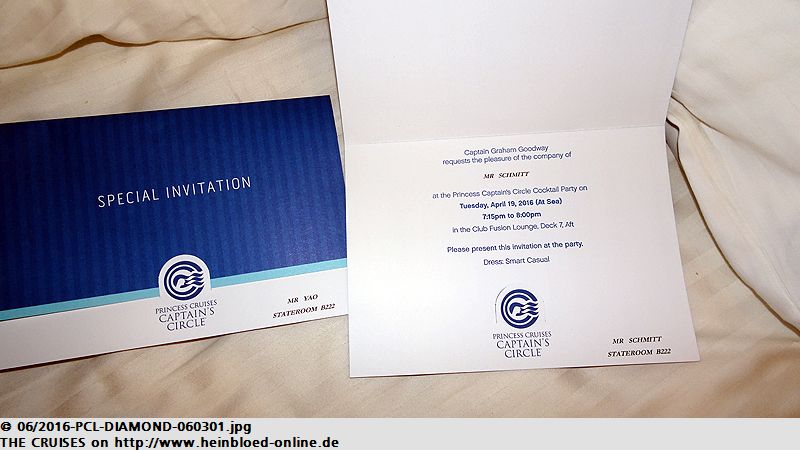 SPECIAL INVITATION
PRINCESS CRUISES
CAPTAIN'S
CIRCLE
MR YAO
STATEROOM B222
Captain Graham Goodway
requests the pleasure of the company of
MR SCHMITT
at the Princess Captain's Circle Cocktail Party on
Tuesday, April 19, 2016 (At Sea)
7:15pm to 8:00pm
in the Club Fusion Lounge, Deck 7, Aft
Please present this invitation at the party.
Dress: Smart Casual
PRINCESS CRUISES
CAPTAIN'S
CIRCLE
MR SCHMITT
STATEROOM B222
© 06/2016-PCL-DIAMOND-060301.jpg
THE CRUISES on http://www.heinbloed-online.de